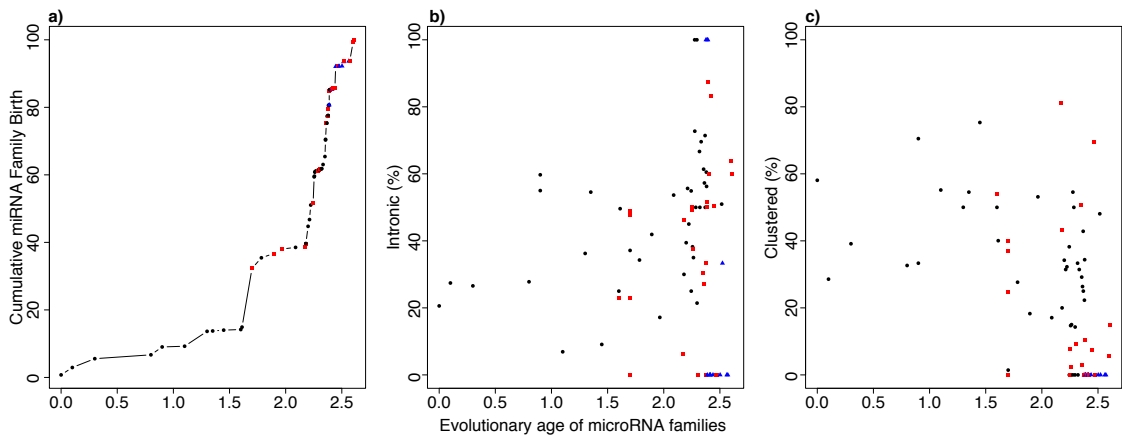 a)
Cumulative miRNA Family Birth
0 20 40 60 80 100
0.0 0.5 1.0 1.5 2.0 2.5
b)
Intronic (%)
0 20 40 60 80 100
0.0 0.5 1.0 1.5 2.0 2.5
Evolutionary age of microRNA families
c)
Clustered (%)
0 20 40 60 80 100
0.0 0.5 1.0 1.5 2.0 2.5